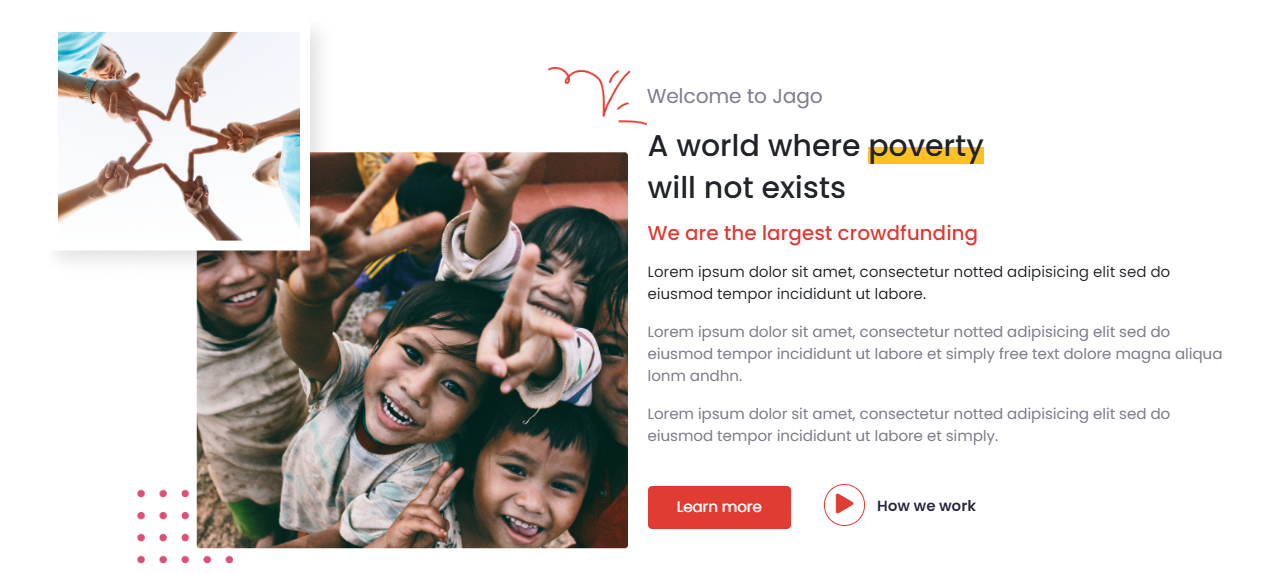 Welcome to Jago
A world where poverty
will not exists
We are the largest crowdfunding
Lorem ipsum dolor sit amet, consectetur notted adipisicing elit sed do
eiusmod tempor incididunt ut labore.
Lorem ipsum dolor sit amet, consectetur notted adipisicing elit sed do
eiusmod tempor incididunt ut labore et simply free text dolore magna aliqua
lonm andhn.
Lorem ipsum dolor sit amet, consectetur notted adipisicing elit sed do
eiusmod tempor incididunt ut labore et simply.
Learn more
How we work